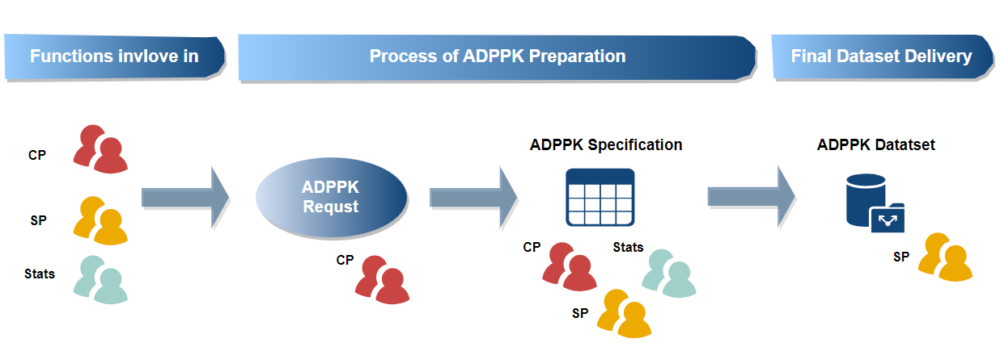 Functions invlove in
Process of ADPPK Preparation
Final Dataset Delivery
CP
SP
Stats
ADPPK
Requst
CP
ADPPK Specification
CP
Stats
SP
ADPPK Datatset
SP